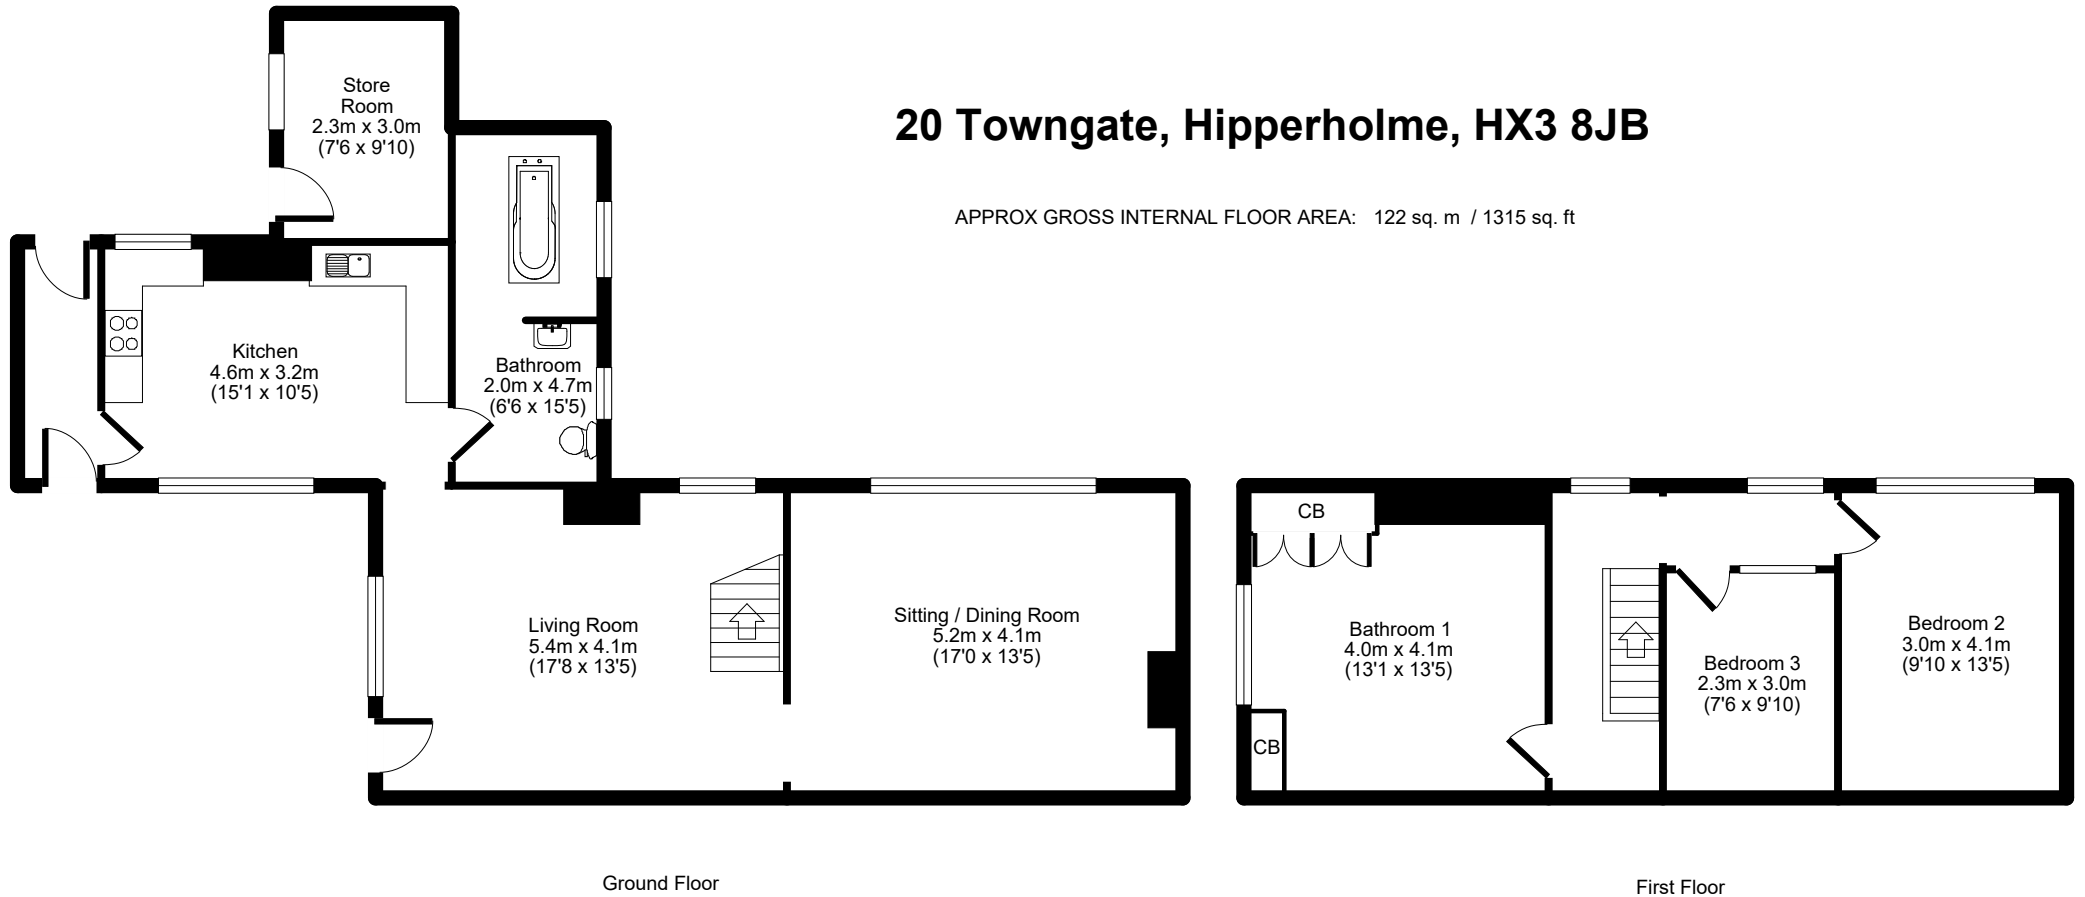 20 Towngate, Hipperholme, HX3 8JB
APPROX GROSS INTERNAL FLOOR AREA: 122 sq. m / 1315 sq. ft
Store
Room
2.3m x 3.0m
(7'6 x 9'10)
Kitchen
4.6m x 3.2m
(15'1 x 10'5)
Bathroom
2.0m x 4.7m
(6'6 x 15'5)
Living Room
5.4m x 4.1m
(17'8 x 13'5)
Sitting / Dining Room
5.2m x 4.1m
(17'0 x 13'5)
Ground Floor
CB
Bathroom 1
4.0m x 4.1m
(13'1 x 13'5)
CB
Bedroom 3
2.3m x 3.0m
(7'6 x 9'10)
Bedroom 2
3.0m x 4.1m
(9'10 x 13'5)
First Floor